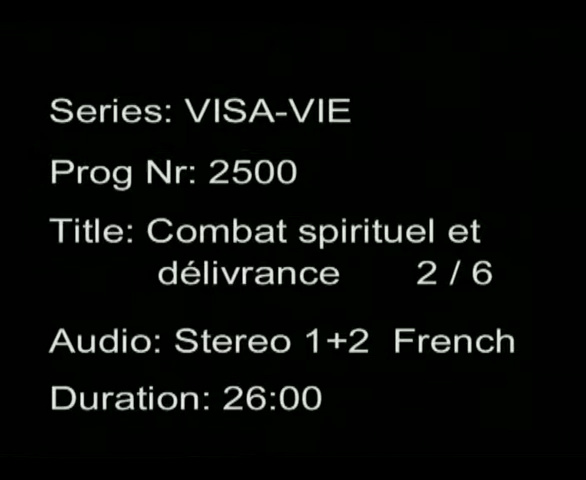 Series: VISA-VIE
Prog Nr: 2500
Title: Combat spirituel et
délivrance 2 / 6
Audio: Stereo 1+2 French
Duration: 26:00